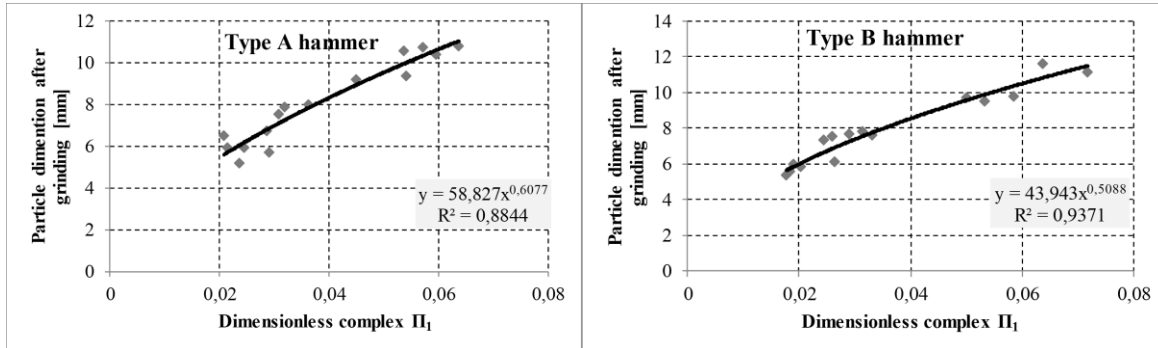 12
10
8
6
4
2
0
Particle dimention after
grinding [mm]
Type A hammer
y = 58,827x^0,6077
R² = 0,8844
0
0,02
0,04
0,06
0,08
Dimensionless complex Π₁
14
12
10
8
6
4
2
0
Particle dimention after
grinding [mm]
Type B hammer
y = 43,943x^0,5088
R² = 0,9371
0
0,02
0,04
0,06
0,08
Dimensionless complex Π₁